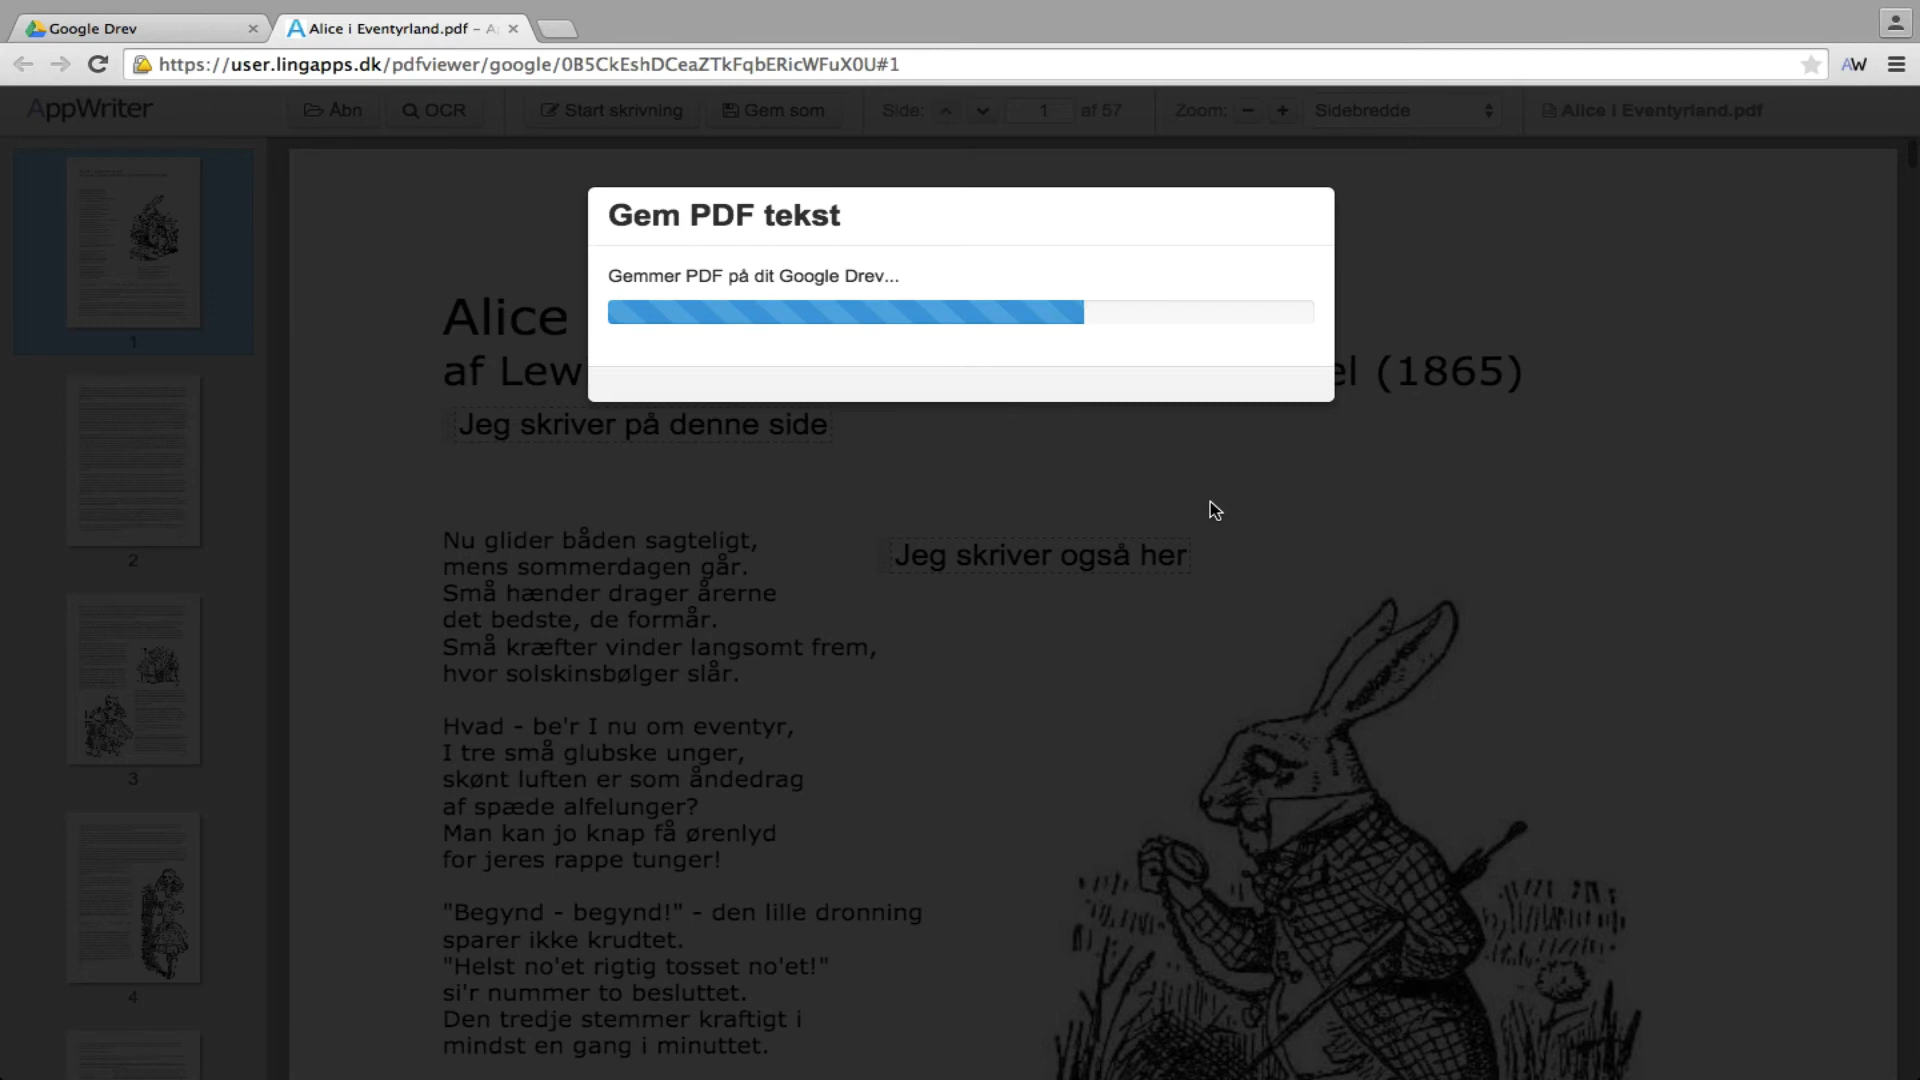 Google Drev
Alice i Eventyrland.pdf – A
https://user.lingapps.dk/pdfviewer/google/0B5CkEshDCeaZTkFqbERicWFuX0U#1
AW
AppWriter
Åbn
OCR
Start skrivning
Gem som
Side:
1
af 57
Zoom:
Sidebredde
Alice i Eventyrland.pdf
Gem PDF tekst
Gemmer PDF på dit Google Drev...
Alice
af Lew
el (1865)
Jeg skriver på denne side
Jeg skriver også her
Nu glider båden sagteligt,
mens sommerdagen går.
Små hænder drager årerne
det bedste, de formår.
Små kræfter vinder langsomt frem,
hvor solskinsbølger slår.
Hvad - be'r I nu om eventyr,
I tre små glubske unger,
skønt luften er som åndedrag
af spæde alfelunger?
Man kan jo knap få ørenlyd
for jeres rappe tunger!
"Begynd - begynd!" - den lille dronning
sparer ikke krudtet.
"Helst no'et rigtig tosset no'et!"
si'r nummer to besluttet.
Den tredje stemmer kraftigt i
mindst en gang i minuttet.
1
2
3
4